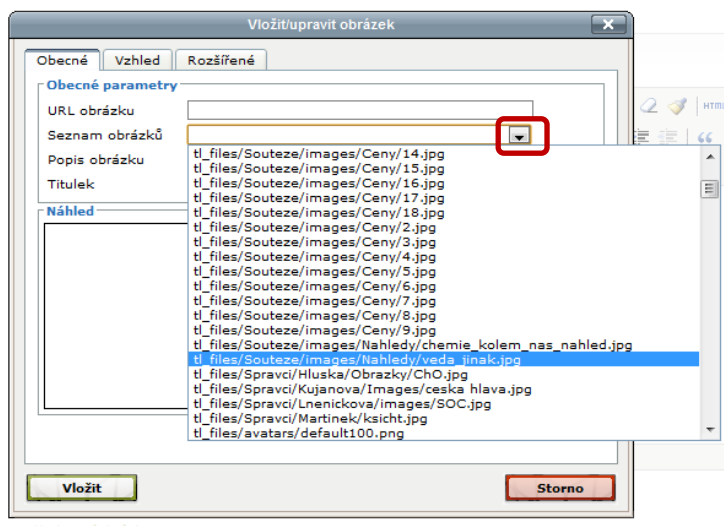 Vložit/upravit obrázek
Obecné Vzhled Rozšířené
Obecné parametry
URL obrázku
HTML
Seznam obrázků
Popis obrázku
Titulek
Náhled
tl_files/Souteze/images/Ceny/14.jpg
tl_files/Souteze/images/Ceny/15.jpg
tl_files/Souteze/images/Ceny/16.jpg
tl_files/Souteze/images/Ceny/17.jpg
tl_files/Souteze/images/Ceny/18.jpg
tl_files/Souteze/images/Ceny/2.jpg
tl_files/Souteze/images/Ceny/3.jpg
tl_files/Souteze/images/Ceny/4.jpg
tl_files/Souteze/images/Ceny/5.jpg
tl_files/Souteze/images/Ceny/6.jpg
tl_files/Souteze/images/Ceny/7.jpg
tl_files/Souteze/images/Ceny/8.jpg
tl_files/Souteze/images/Ceny/9.jpg
tl_files/Souteze/images/Nahledy/chemie_kolem_nas_nahled.jpg
tl_files/Souteze/images/Nahledy/veda_jinak.jpg
tl_files/Spravci/Hluska/Obrazky/ChO.jpg
tl_files/Spravci/Kujanova/Images/ceska hlava.jpg
tl_files/Spravci/Lnenickova/images/SOC.jpg
tl_files/Spravci/Martinek/ksicht.jpg
tl_files/avatars/default100.png
Vložit
Storno